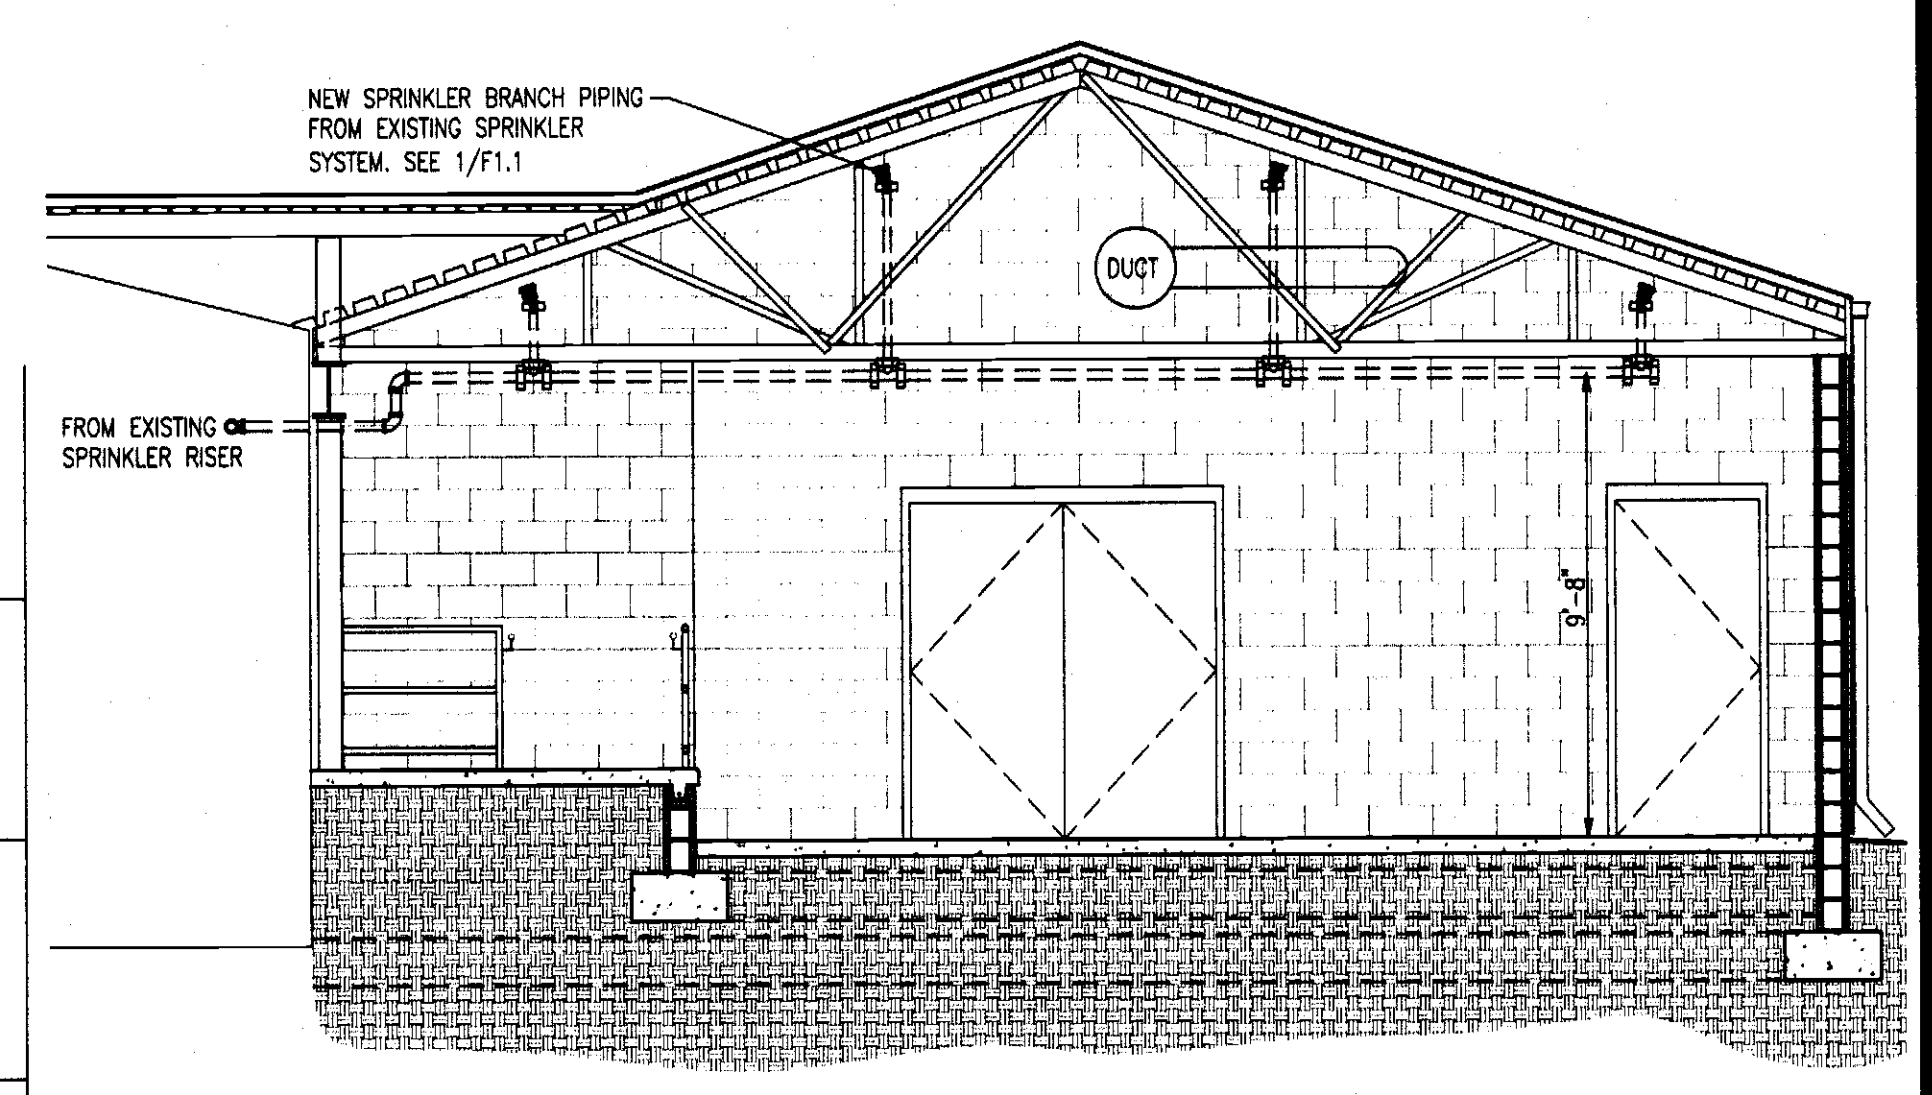 NEW SPRINKLER BRANCH PIPING
FROM EXISTING SPRINKLER
SYSTEM. SEE 1/F1.1
DUCT
FROM EXISTING
SPRINKLER RISER
9'-8"